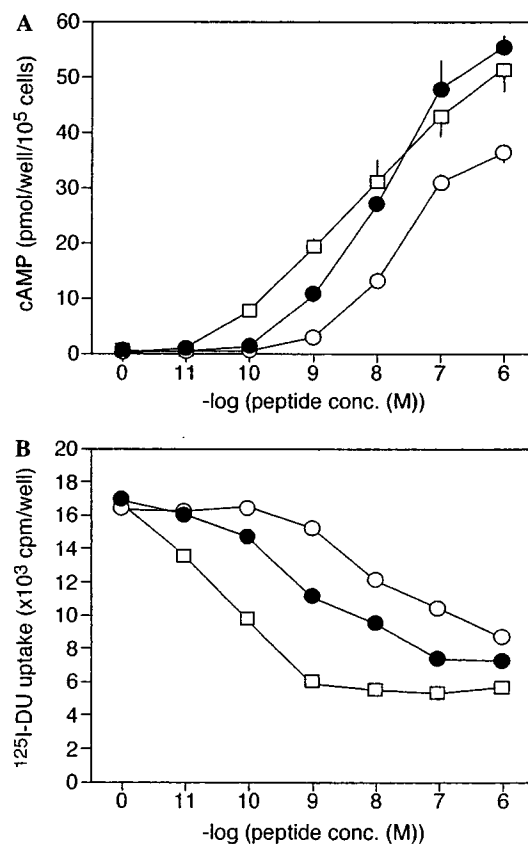 A
60
50
40
30
20
10
0
cAMP (pmol/well/10⁵ cells)
0 11 10 9 8 7 6
-log (peptide conc. (M))
B
20
18
16
14
12
10
8
6
4
2
0
¹²⁵I-DU uptake (x10³ cpm/well)
0 11 10 9 8 7 6
-log (peptide conc. (M))